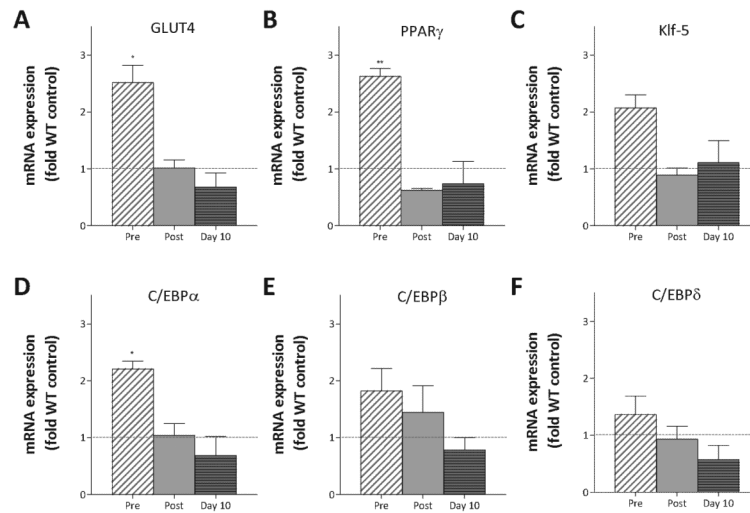 A
GLUT4
mRNA expression
(fold WT control)
3
2
1
0
*
Pre Post Day 10
B
PPARγ
mRNA expression
(fold WT control)
3
2
1
0
**
Pre Post Day 10
C
Klf-5
mRNA expression
(fold WT control)
3
2
1
0
Pre Post Day 10
D
C/EBPα
mRNA expression
(fold WT control)
3
2
1
0
*
Pre Post Day 10
E
C/EBPβ
mRNA expression
(fold WT control)
3
2
1
0
Pre Post Day 10
F
C/EBPδ
mRNA expression
(fold WT control)
3
2
1
0
Pre Post Day 10